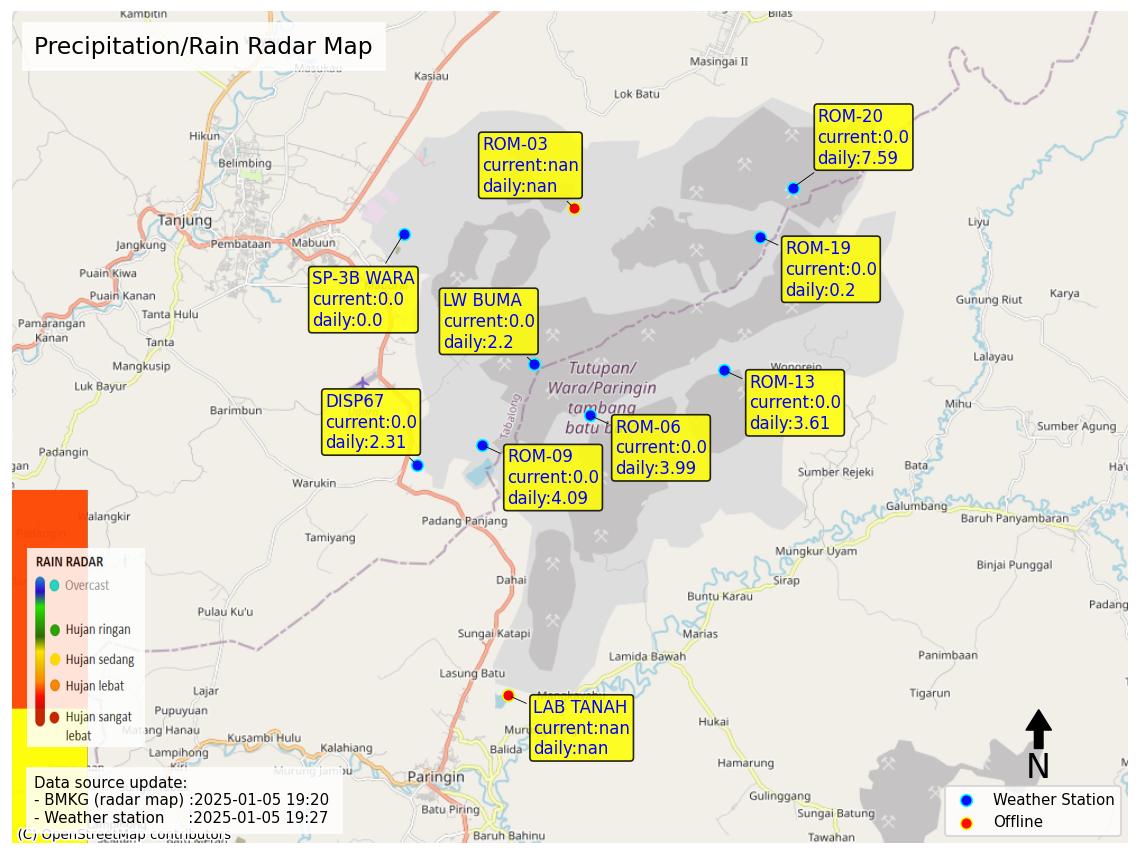 Kambitin
Bilas
Precipitation/Rain Radar Map
Masukau
Kasiau
Masingai II
Lok Batu
Hikun
Belimbing
ROM-03
current:nan
daily:nan
ROM-20
current:0.0
daily:7.59
Tanjung
Jangkung
Pembataan
Mabuun
Liyu
Puain Kiwa
Puain Kanan
SP-3B WARA
current:0.0
daily:0.0
LW BUMA
current:0.0
daily:2.2
ROM-19
current:0.0
daily:0.2
Gunung Riut
Karya
Tanta Hulu
Pamarangan
Kanan
Tanta
Mangkusip
Luk Bayur
Lalayau
Wonorejo
Tutupan/
Wara/Paringin
tambang
batu b
Tabalong
ROM-13
current:0.0
daily:3.61
Barimbun
DISP67
current:0.0
daily:2.31
ROM-06
current:0.0
daily:3.99
ROM-09
current:0.0
daily:4.09
Mihu
Sumber Agung
Bata
Sumber Rejeki
gan
Warukin
Galumbang
Baruh Panyambaran
Walangkir
Padang Panjang
Padangin
Tamiyang
Mungkur Uyam
Binjai Punggal
RAIN RADAR
Overcast
Hujan ringan
Hujan sedang
Hujan lebat
Hujan sangat
lebat
Dahai
Sirap
Buntu Karau
Padang
Pulau Ku'u
Sungai Katapi
Marias
Lamida Bawah
Panimbaan
Lasung Batu
Lajar
Tigarun
Pupuyuan
Matang Hanau
LAB TANAH
current:nan
daily:nan
Muru
Hukai
Kusambi Hulu
Kalahiang
Balida
Lampihong
Kiri
Murung Jambu
Paringin
Hamarung
N
Data source update:
- BMKG (radar map) :2025-01-05 19:20
- Weather station :2025-01-05 19:27
Gulinggang
Batu Piring
Sungai Batung
Weather Station
Offline
(C) OpenStreetMap contributors
Baruh Bahinu
Tawahan